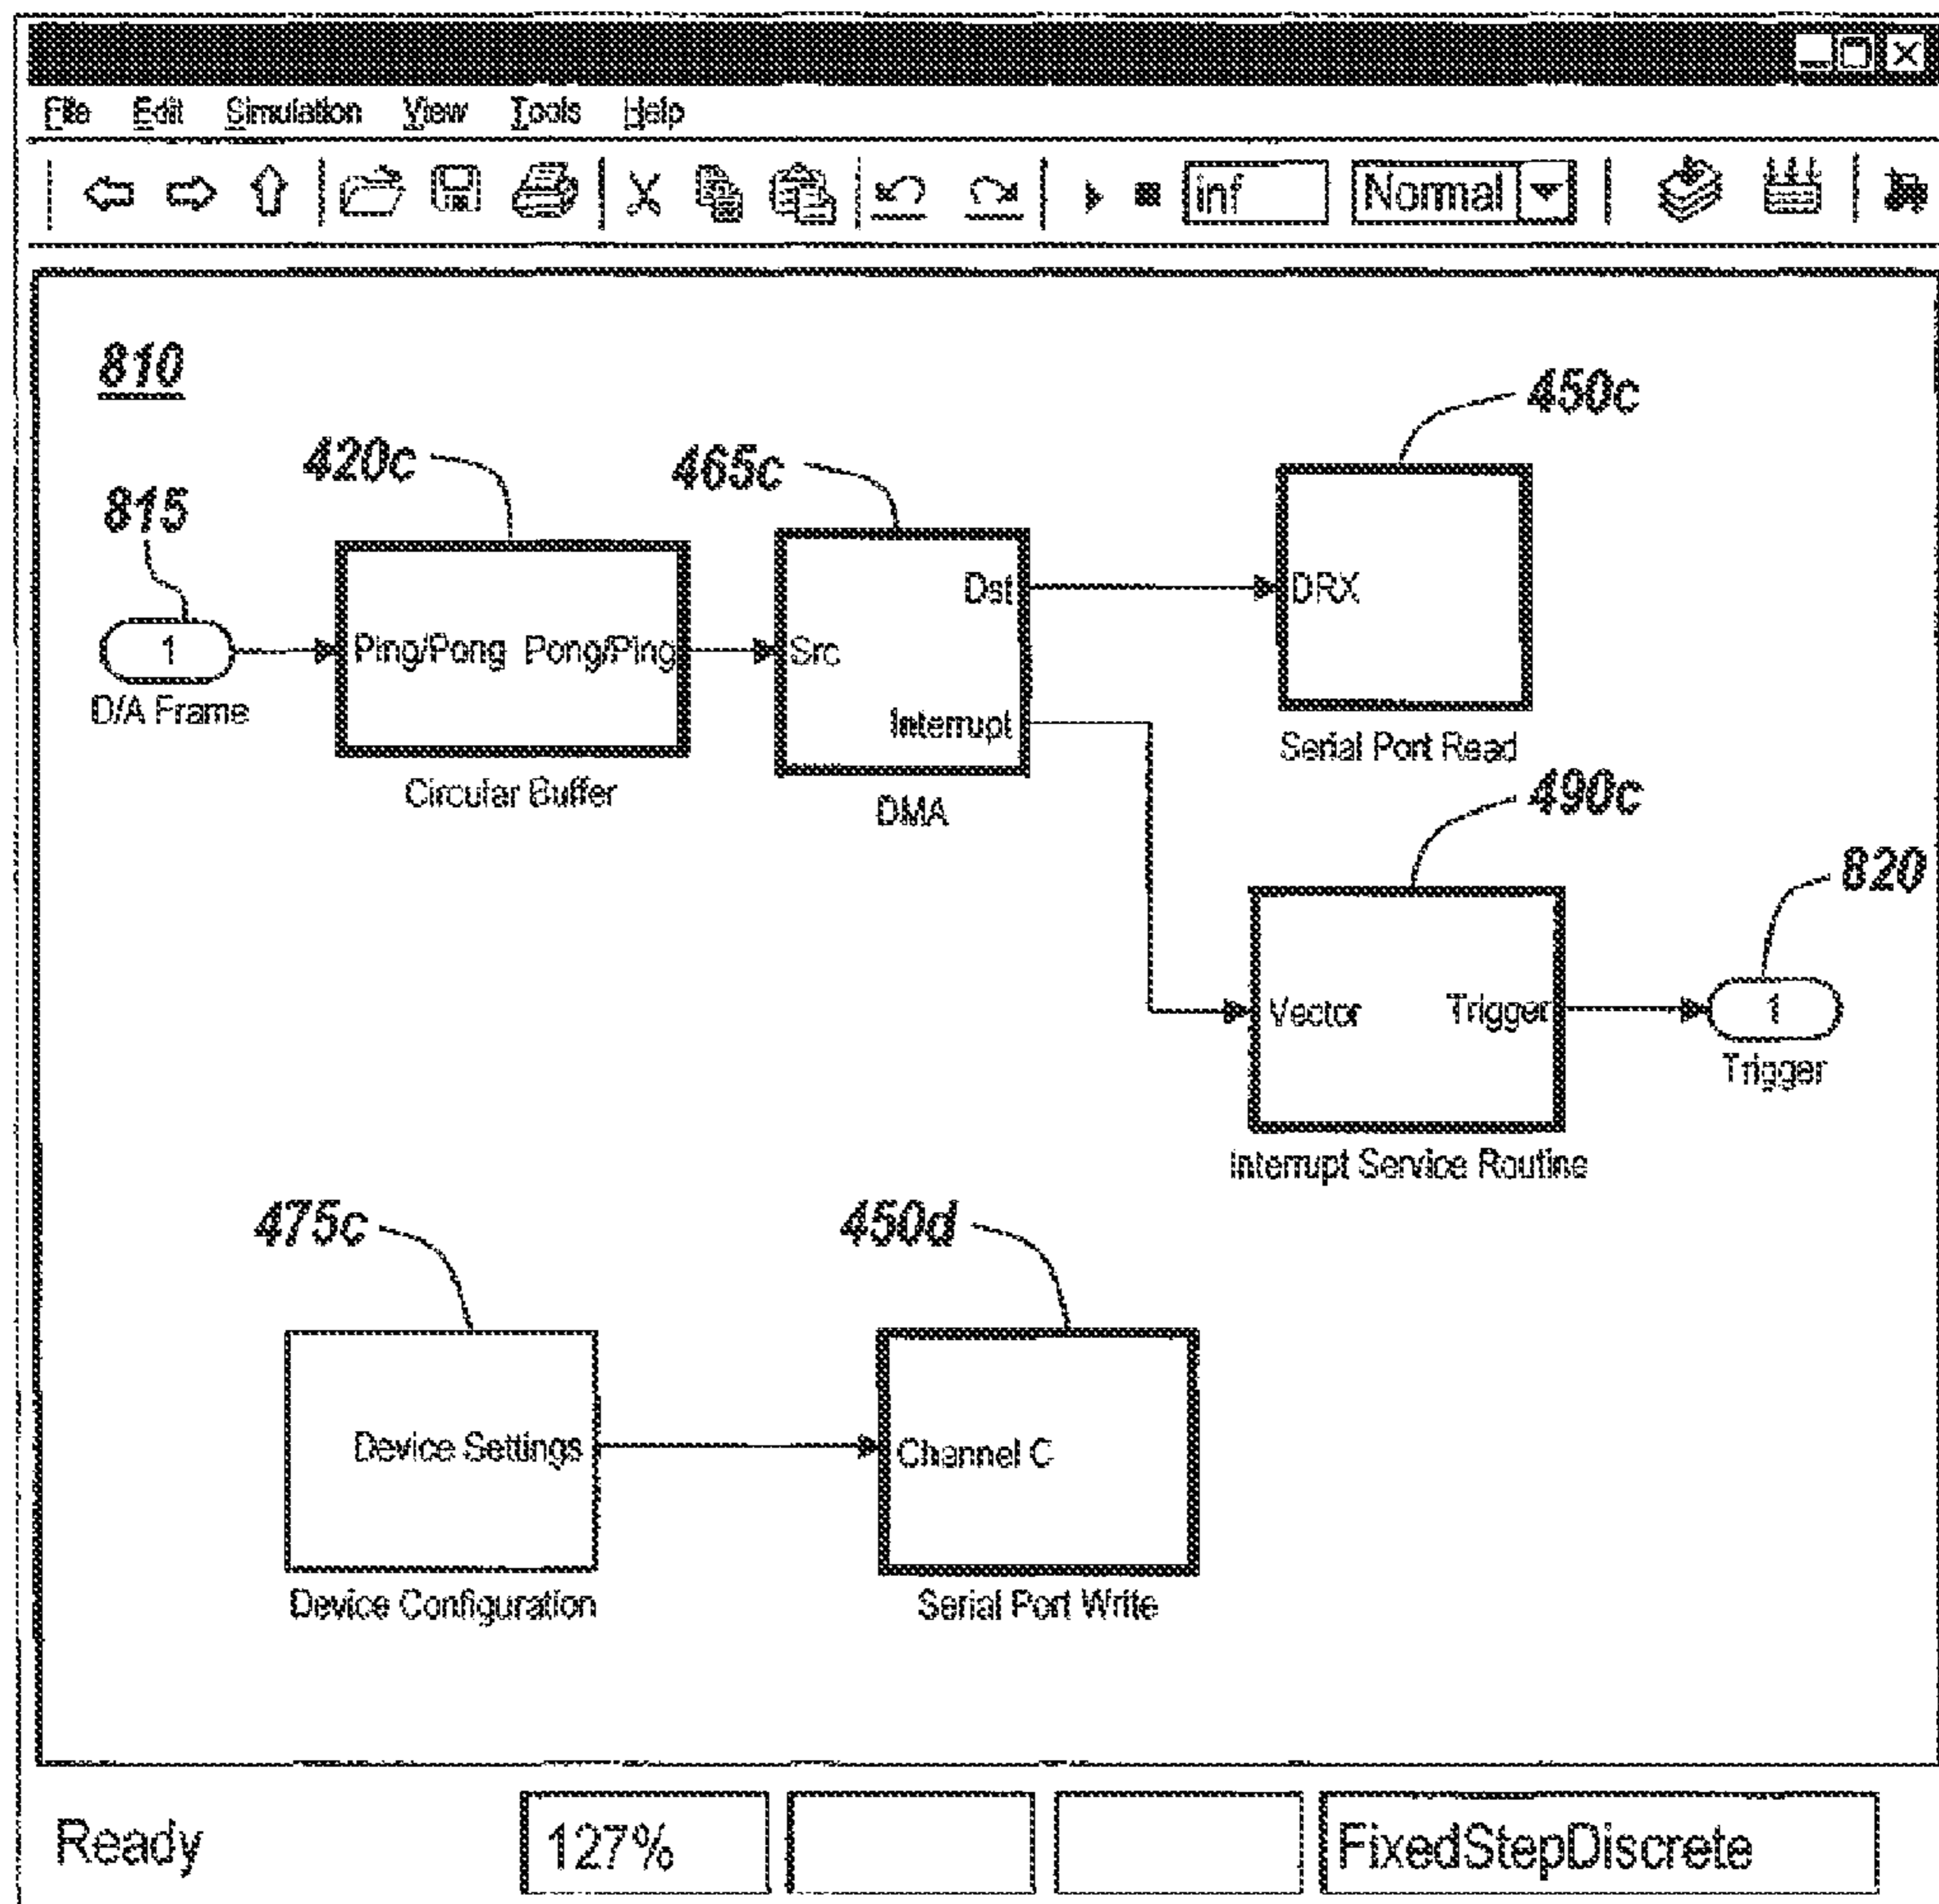 File Edit Simulation View Tools Help
inf Normal
810
450c
420c 465c
815
Dst DRX
1 Ping/Pong Pong/Ping Src
D/A Frame Interrupt Serial Port Read
Circular Buffer DMA 490c
820
Vector Trigger 1
Trigger
Interrupt Service Routine
475c 450d
Device Settings Channel C
Device Configuration Serial Port Write
Ready 127% FixedStepDiscrete